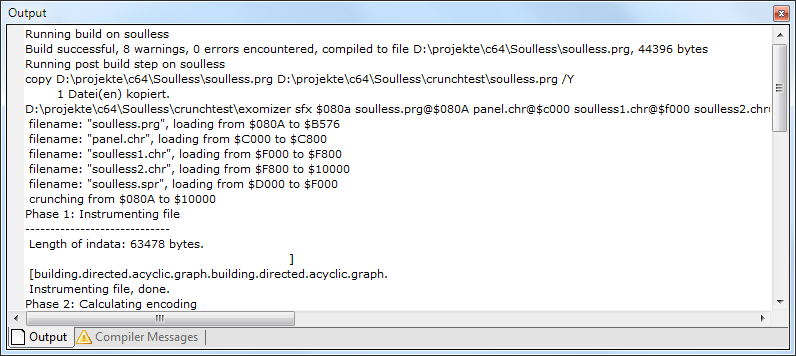 Output
Running build on soulless
Build successful, 8 warnings, 0 errors encountered, compiled to file D:\projekte\c64\Soulless\soulless.prg, 44396 bytes
Running post build step on soulless
copy D:\projekte\c64\Soulless\soulless.prg D:\projekte\c64\Soulless\crunchtest\soulless.prg /Y
1 Datei(en) kopiert.
D:\projekte\c64\Soulless\crunchtest\exomizer sfx $080a soulless.prg@$080A panel.chr@$c000 soulless1.chr@$f000 soulless2.chr
filename: "soulless.prg", loading from $080A to $B576
filename: "panel.chr", loading from $C000 to $C800
filename: "soulless1.chr", loading from $F000 to $F800
filename: "soulless2.chr", loading from $F800 to $10000
filename: "soulless.spr", loading from $D000 to $F000
crunching from $080A to $10000
Phase 1: Instrumenting file
-----------------------------
Length of indata: 63478 bytes.
]
[building.directed.acyclic.graph.building.directed.acyclic.graph.
Instrumenting file, done.
Phase 2: Calculating encoding
Output
Compiler Messages